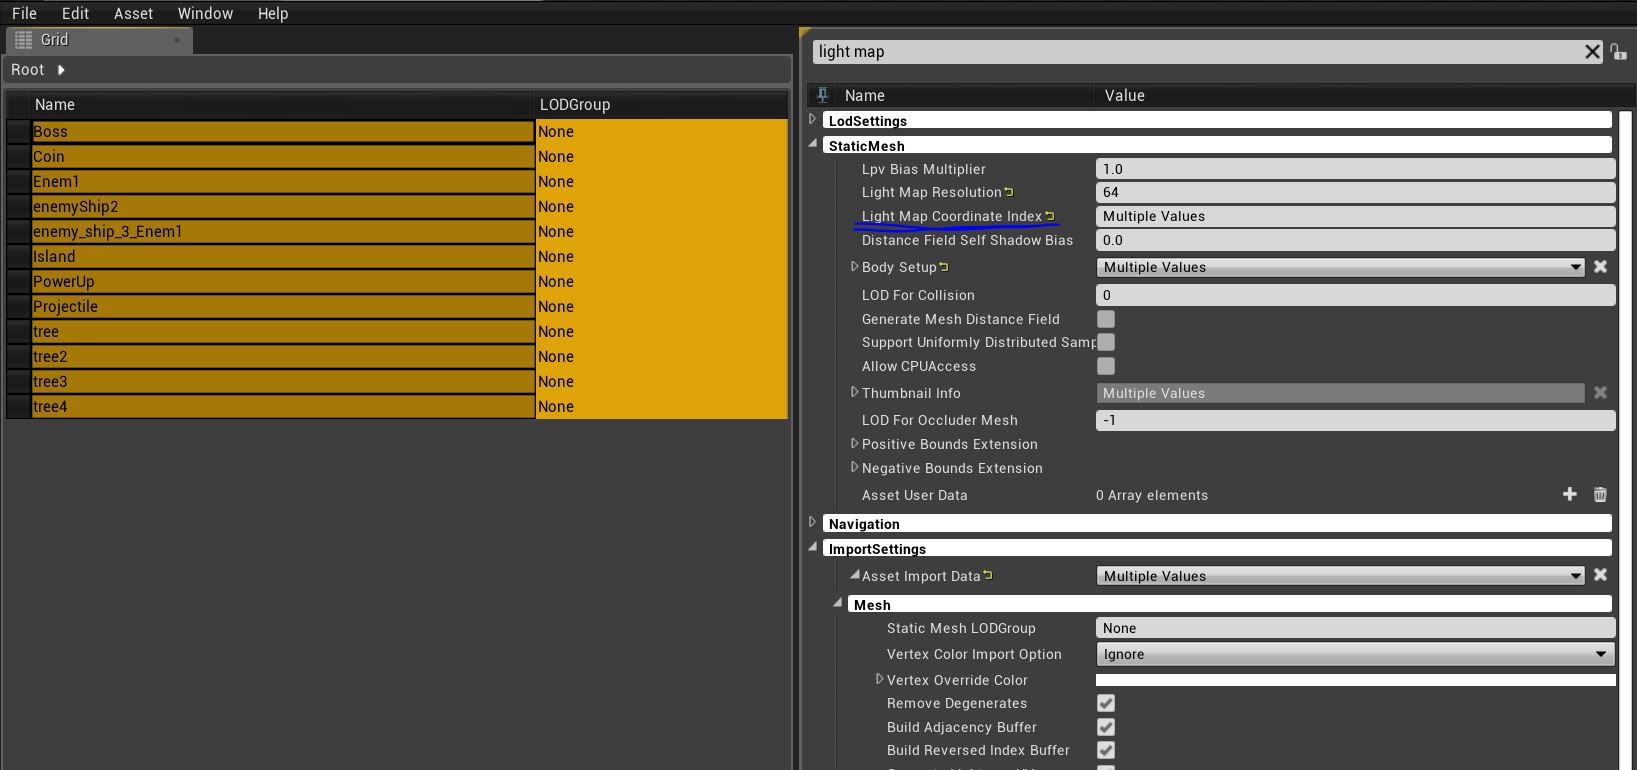 File Edit Asset Window Help
Grid
Root
Name LODGroup
Boss None
Coin None
Enem1 None
enemyShip2 None
enemy_ship_3_Enem1 None
Island None
PowerUp None
Projectile None
tree None
tree2 None
tree3 None
tree4 None
light map
Name Value
LodSettings
StaticMesh
Lpv Bias Multiplier 1.0
Light Map Resolution 64
Light Map Coordinate Index Multiple Values
Distance Field Self Shadow Bias 0.0
Body Setup Multiple Values
LOD For Collision 0
Generate Mesh Distance Field
Support Uniformly Distributed Samp
Allow CPUAccess
Thumbnail Info Multiple Values
LOD For Occluder Mesh -1
Positive Bounds Extension
Negative Bounds Extension
Asset User Data 0 Array elements
Navigation
ImportSettings
Asset Import Data Multiple Values
Mesh
Static Mesh LODGroup None
Vertex Color Import Option Ignore
Vertex Override Color
Remove Degenerates
Build Adjacency Buffer
Build Reversed Index Buffer